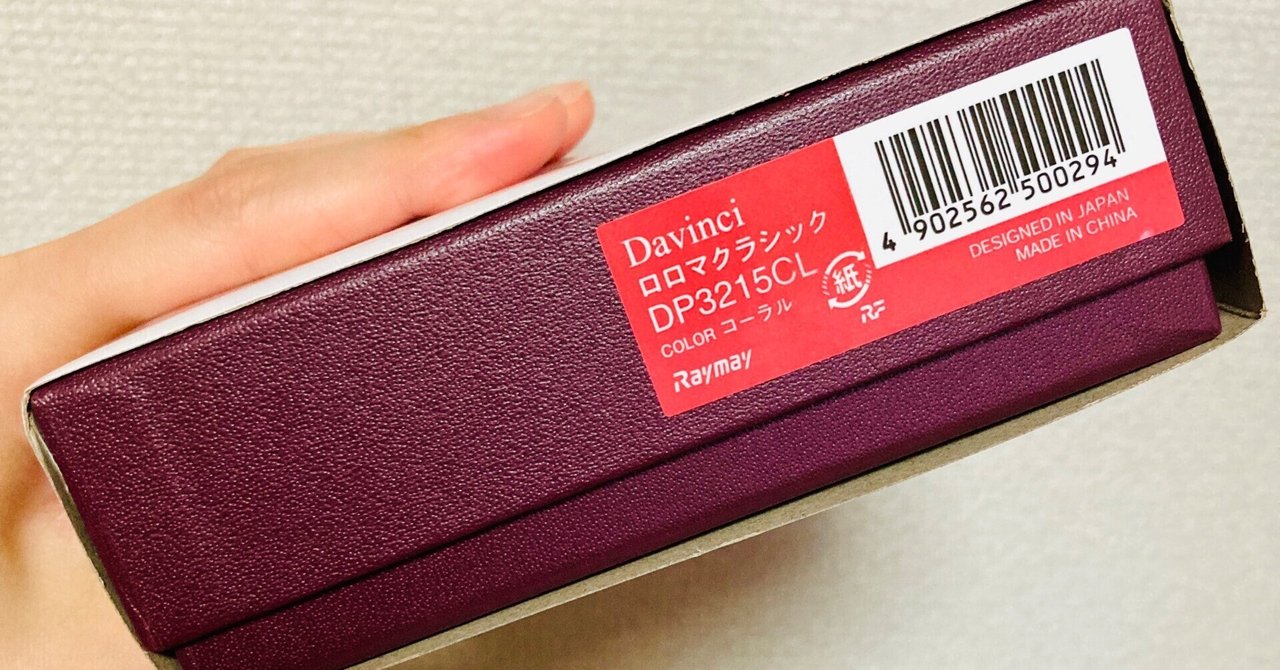 Davinci
ロロマクラシック
DP3215CL
COLOR コーラル
Raymay
紙
RF
4 902562 500294
DESIGNED IN JAPAN
MADE IN CHINA